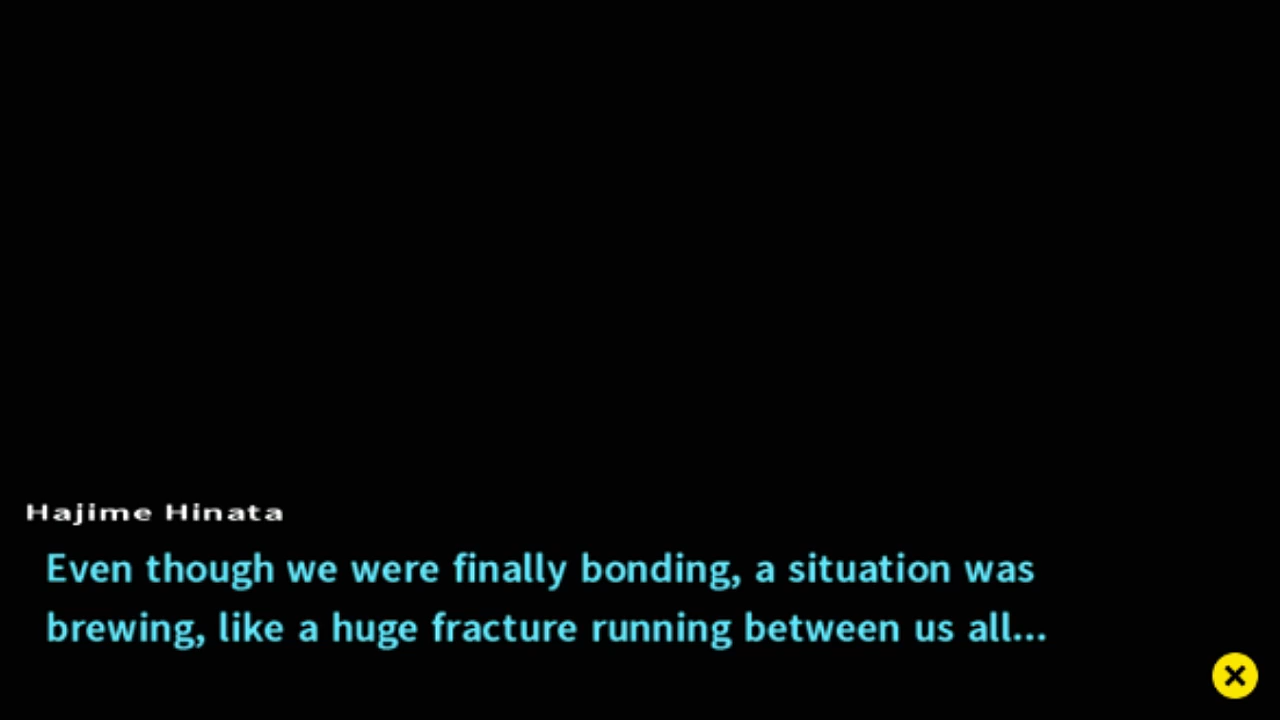 Hajime Hinata
Even though we were finally bonding, a situation was
brewing, like a huge fracture running between us all...